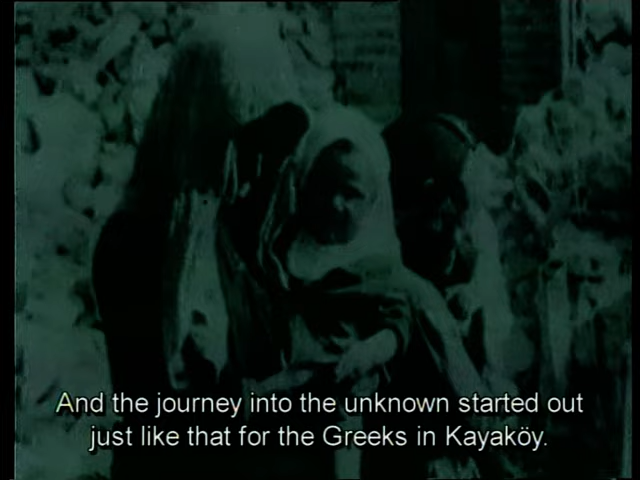 And the journey into the unknown started out
just like that for the Greeks in Kayaköy.